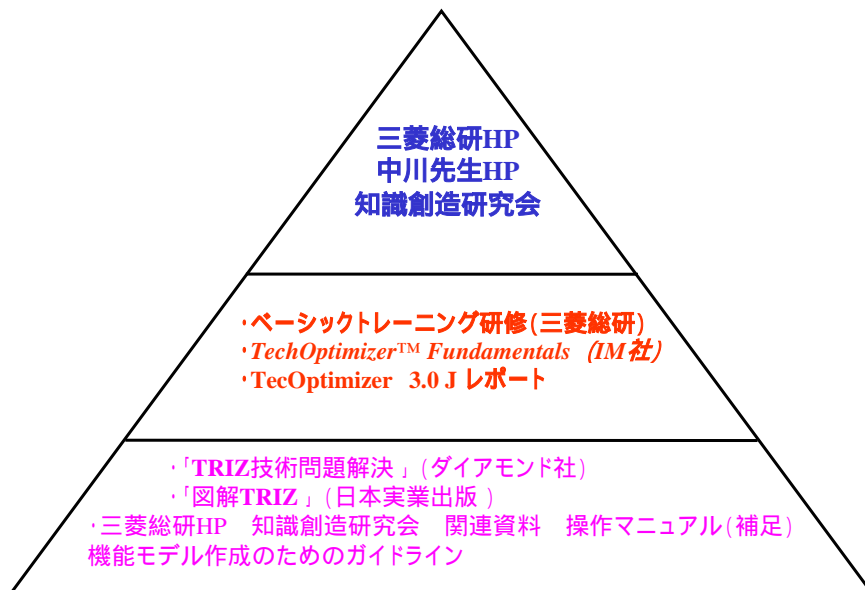 三菱総研HP
中川先生HP
知識創造研究会
・ベーシックトレーニング研修(三菱総研)
・TechOptimizer™ Fundamentals (IM社)
・TecOptimizer 3.0 J レポート
・「TRIZ技術問題解決」(ダイアモンド社)
・「図解TRIZ」(日本実業出版)
・三菱総研HP 知識創造研究会 関連資料 操作マニュアル(補足)
機能モデル作成のためのガイドライン